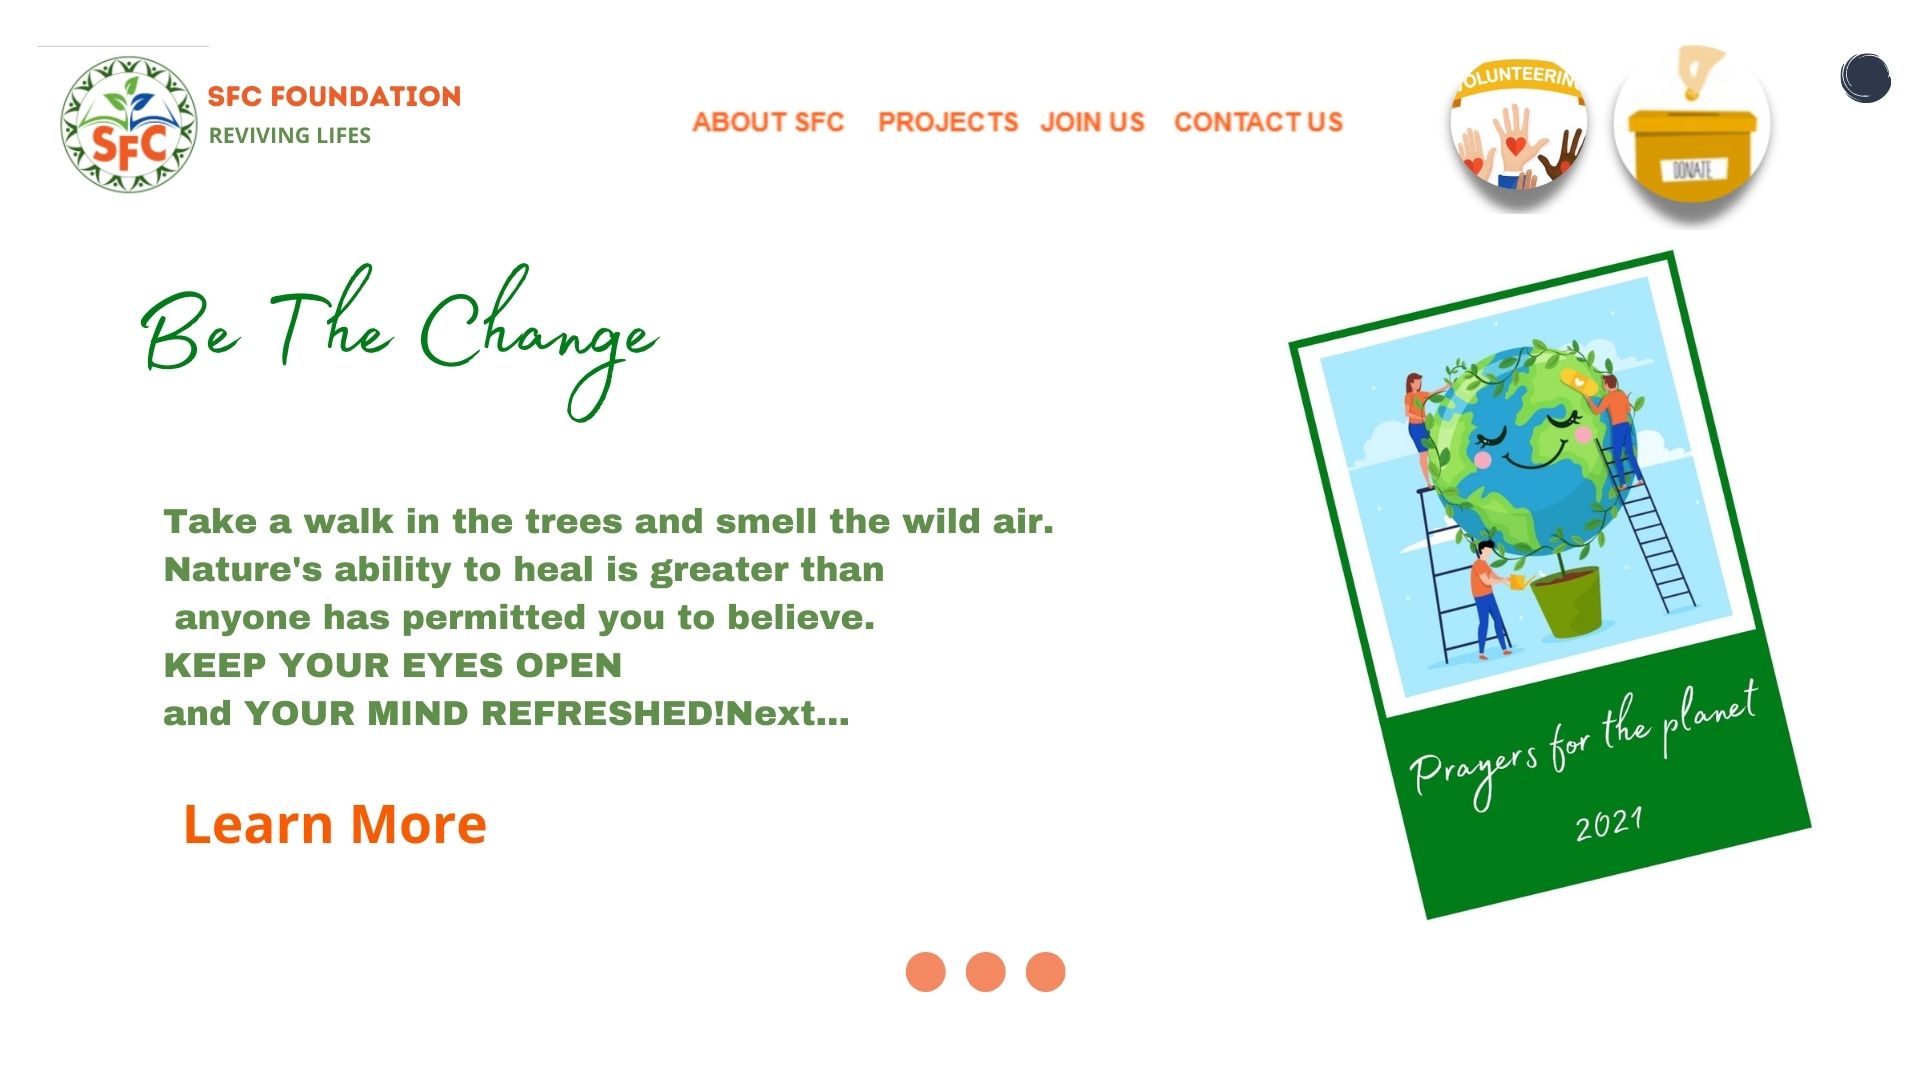 SFC FOUNDATION
REVIVING LIFES
SFC
ABOUT SFC PROJECTS JOIN US CONTACT US
VOLUNTEERING
DONATE
Be The Change
Take a walk in the trees and smell the wild air.
Nature's ability to heal is greater than
anyone has permitted you to believe.
KEEP YOUR EYES OPEN
and YOUR MIND REFRESHED!Next...
Learn More
Prayers for the planet
2021